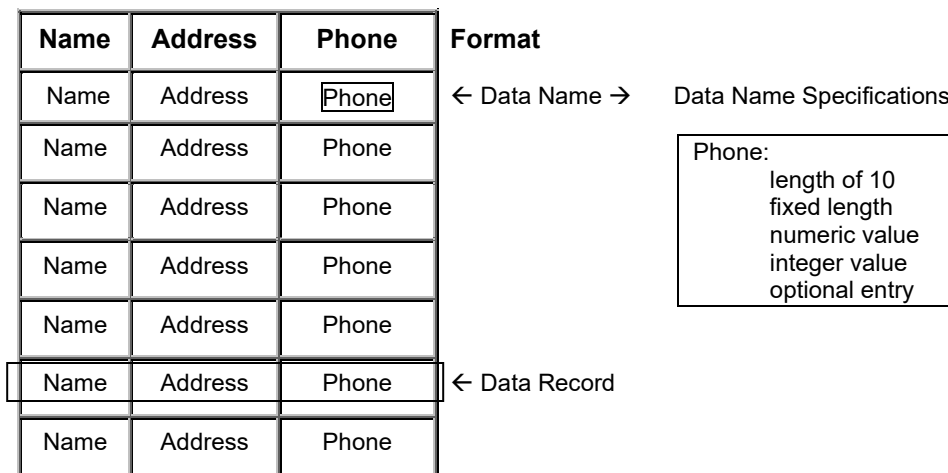 Name Address Phone Format
Name Address Phone ← Data Name → Data Name Specifications
Name Address Phone
Phone:
length of 10
fixed length
numeric value
integer value
optional entry
Name Address Phone
Name Address Phone
Name Address Phone
Name Address Phone ← Data Record
Name Address Phone